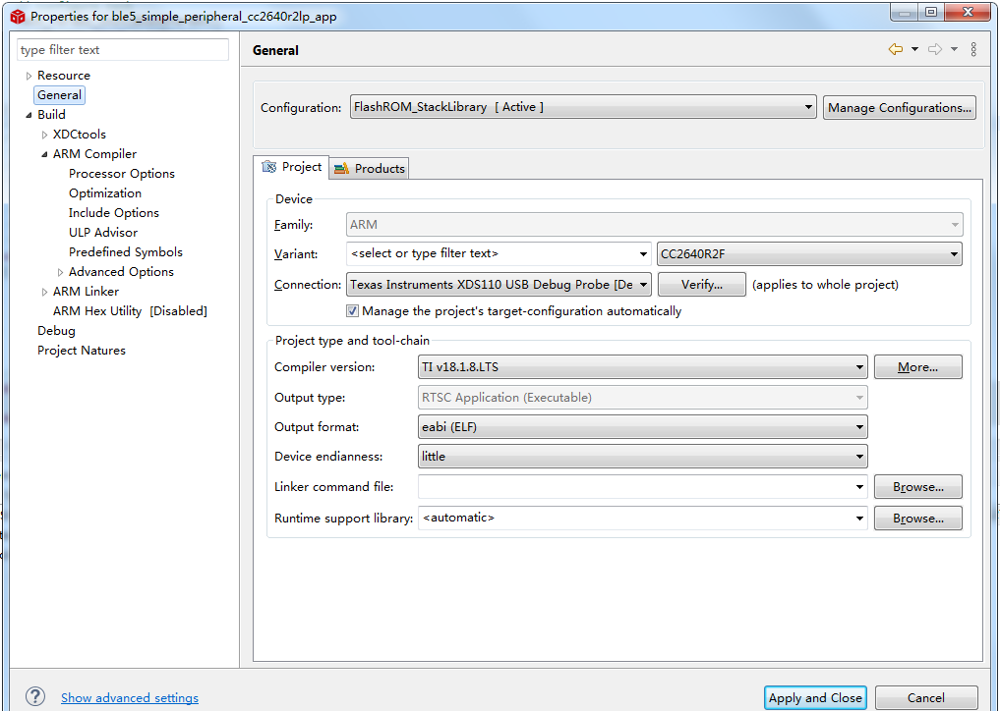 Properties for ble5_simple_peripheral_cc2640r2lp_app
type filter text
Resource
General
Build
XDCtools
ARM Compiler
Processor Options
Optimization
Include Options
ULP Advisor
Predefined Symbols
Advanced Options
ARM Linker
ARM Hex Utility [Disabled]
Debug
Project Natures
General
Configuration: FlashROM_StackLibrary [ Active ] Manage Configurations...
Project Products
Device
Family: ARM
Variant: <select or type filter text> CC2640R2F
Connection: Texas Instruments XDS110 USB Debug Probe [De Verify... (applies to whole project)
Manage the project's target-configuration automatically
Project type and tool-chain
Compiler version: TI v18.1.8.LTS More...
Output type: RTSC Application (Executable)
Output format: eabi (ELF)
Device endianness: little
Linker command file: Browse...
Runtime support library: <automatic> Browse...
? Show advanced settings Apply and Close Cancel